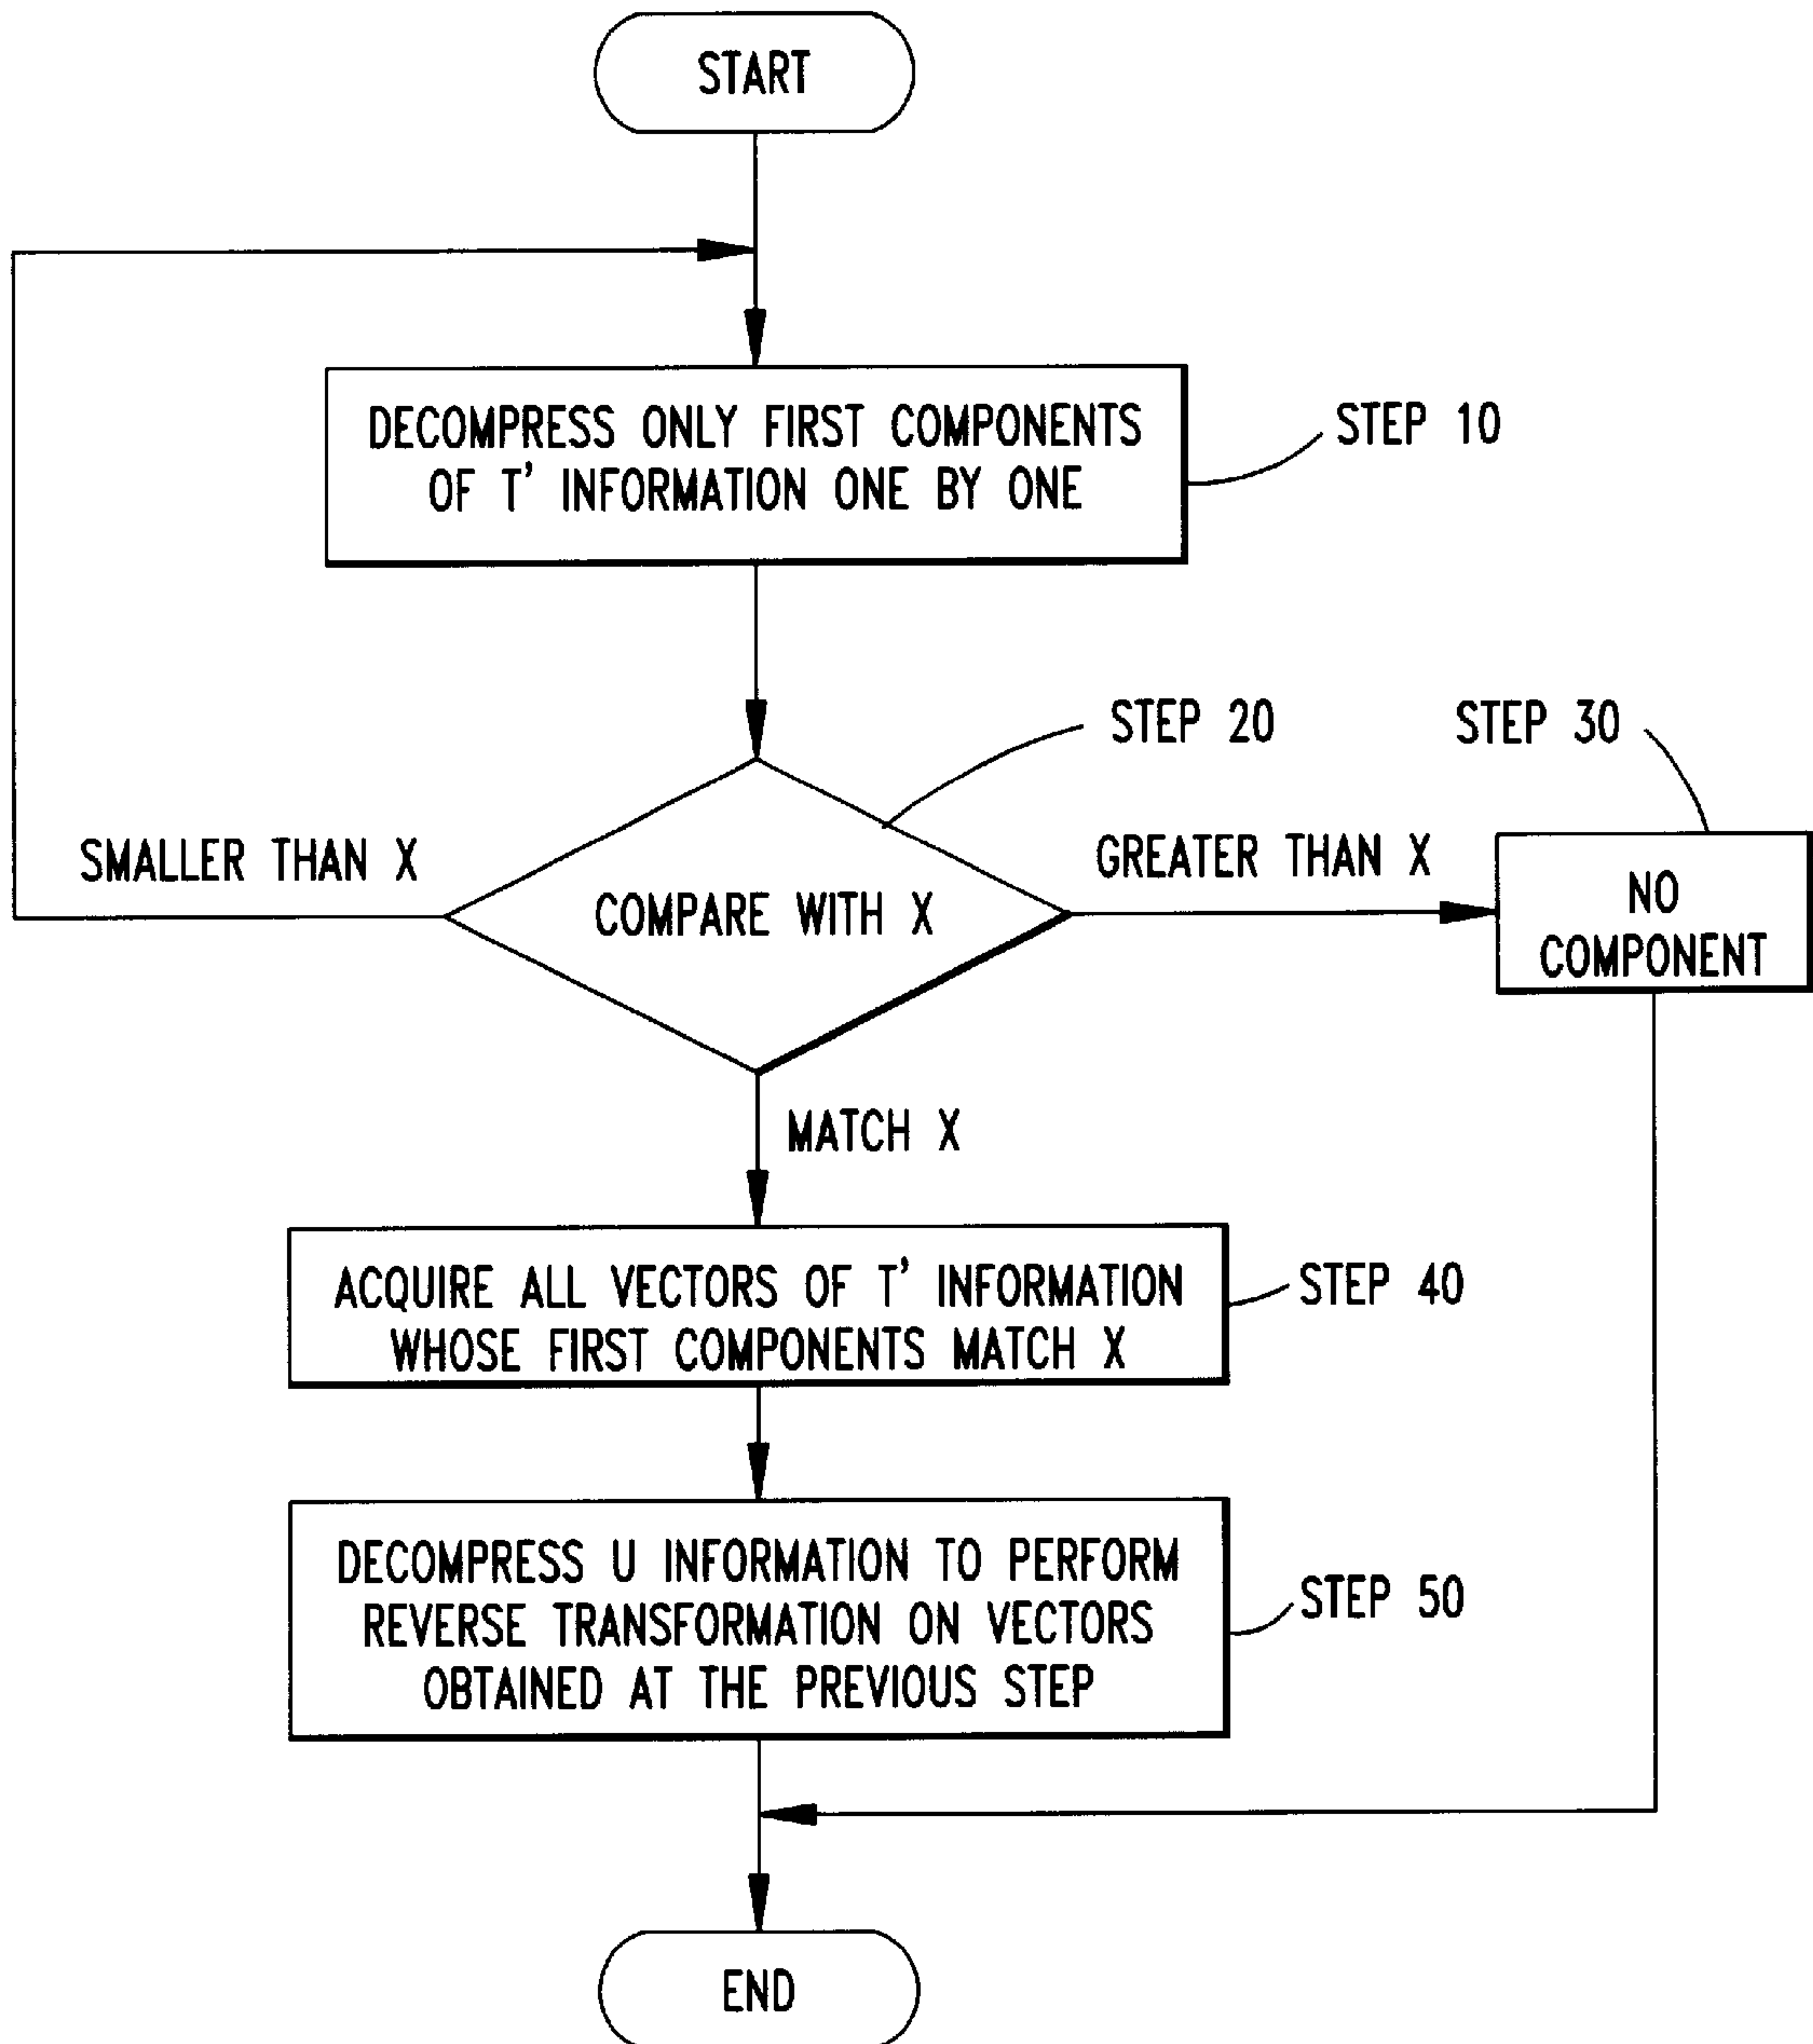 START
DECOMPRESS ONLY FIRST COMPONENTS
OF T' INFORMATION ONE BY ONE
STEP 10
STEP 20
STEP 30
SMALLER THAN X
COMPARE WITH X
GREATER THAN X
NO
COMPONENT
MATCH X
ACQUIRE ALL VECTORS OF T' INFORMATION
WHOSE FIRST COMPONENTS MATCH X
STEP 40
DECOMPRESS U INFORMATION TO PERFORM
REVERSE TRANSFORMATION ON VECTORS
OBTAINED AT THE PREVIOUS STEP
STEP 50
END